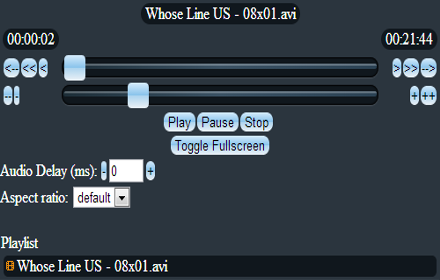 Whose Line US - 08x01.avi
00:00:02 00:21:44
<-- << < > >> -->
-- - + ++
Play Pause Stop
Toggle Fullscreen
Audio Delay (ms): - 0 +
Aspect ratio: default
Playlist
Whose Line US - 08x01.avi